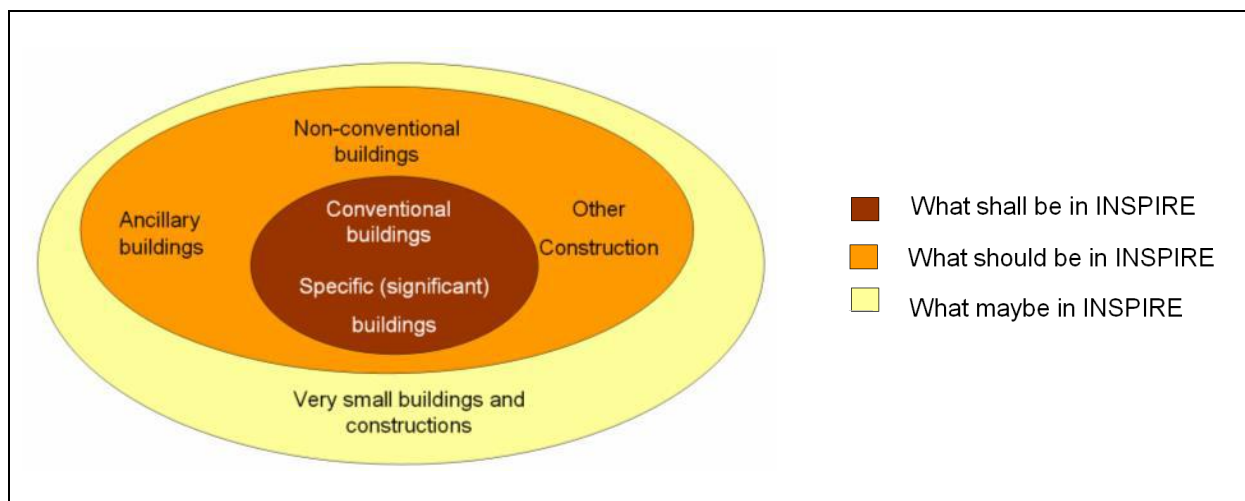 Non-conventional
buildings
Ancillary
buildings
Conventional
buildings
Specific (significant)
buildings
Other
Construction
Very small buildings and
constructions
What shall be in INSPIRE
What should be in INSPIRE
What maybe in INSPIRE